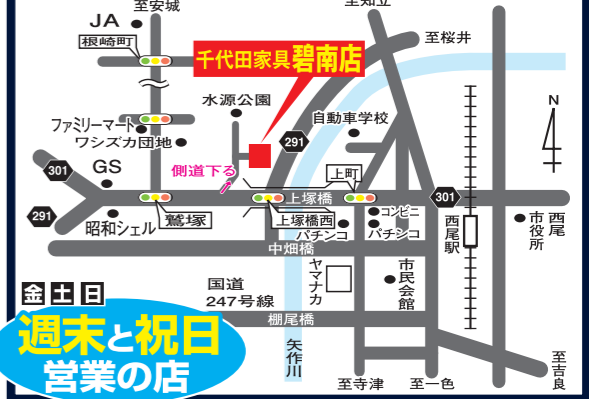 至安城
至知立
JA
根崎町
至桜井
千代田家具碧南店
水源公園
N
ファミリーマート
ワシズカ団地
自動車学校
291
301
GS
側道下る
上町
上塚橋
301
291
昭和シェル
鷲塚
上塚橋西
パチンコ
コンビニ
パチンコ
西尾駅
西尾
市役所
中畑橋
ヤマナカ
市民会館
国道
247号線
金土日
棚尾橋
週末と祝日
営業の店
矢作川
至寺津
至一色
至吉良